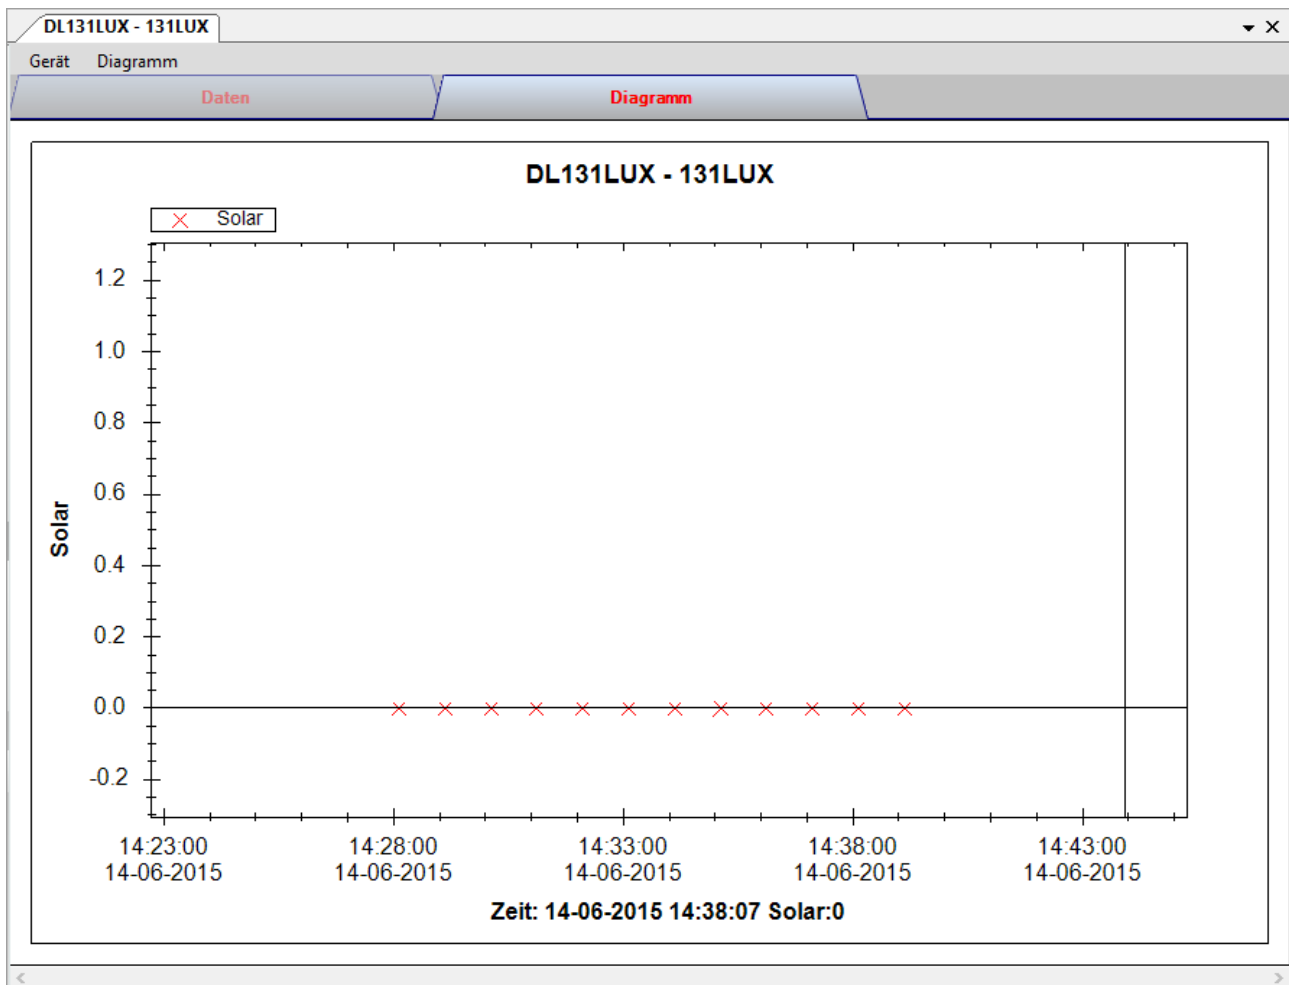 DL131LUX - 131LUX
Gerät Diagramm
Daten Diagramm
DL131LUX - 131LUX
Solar
1.2
1.0
0.8
0.6
0.4
0.2
0.0
-0.2
Solar
14:23:00 14:28:00 14:33:00 14:38:00 14:43:00
14-06-2015 14-06-2015 14-06-2015 14-06-2015 14-06-2015
Zeit: 14-06-2015 14:38:07 Solar:0